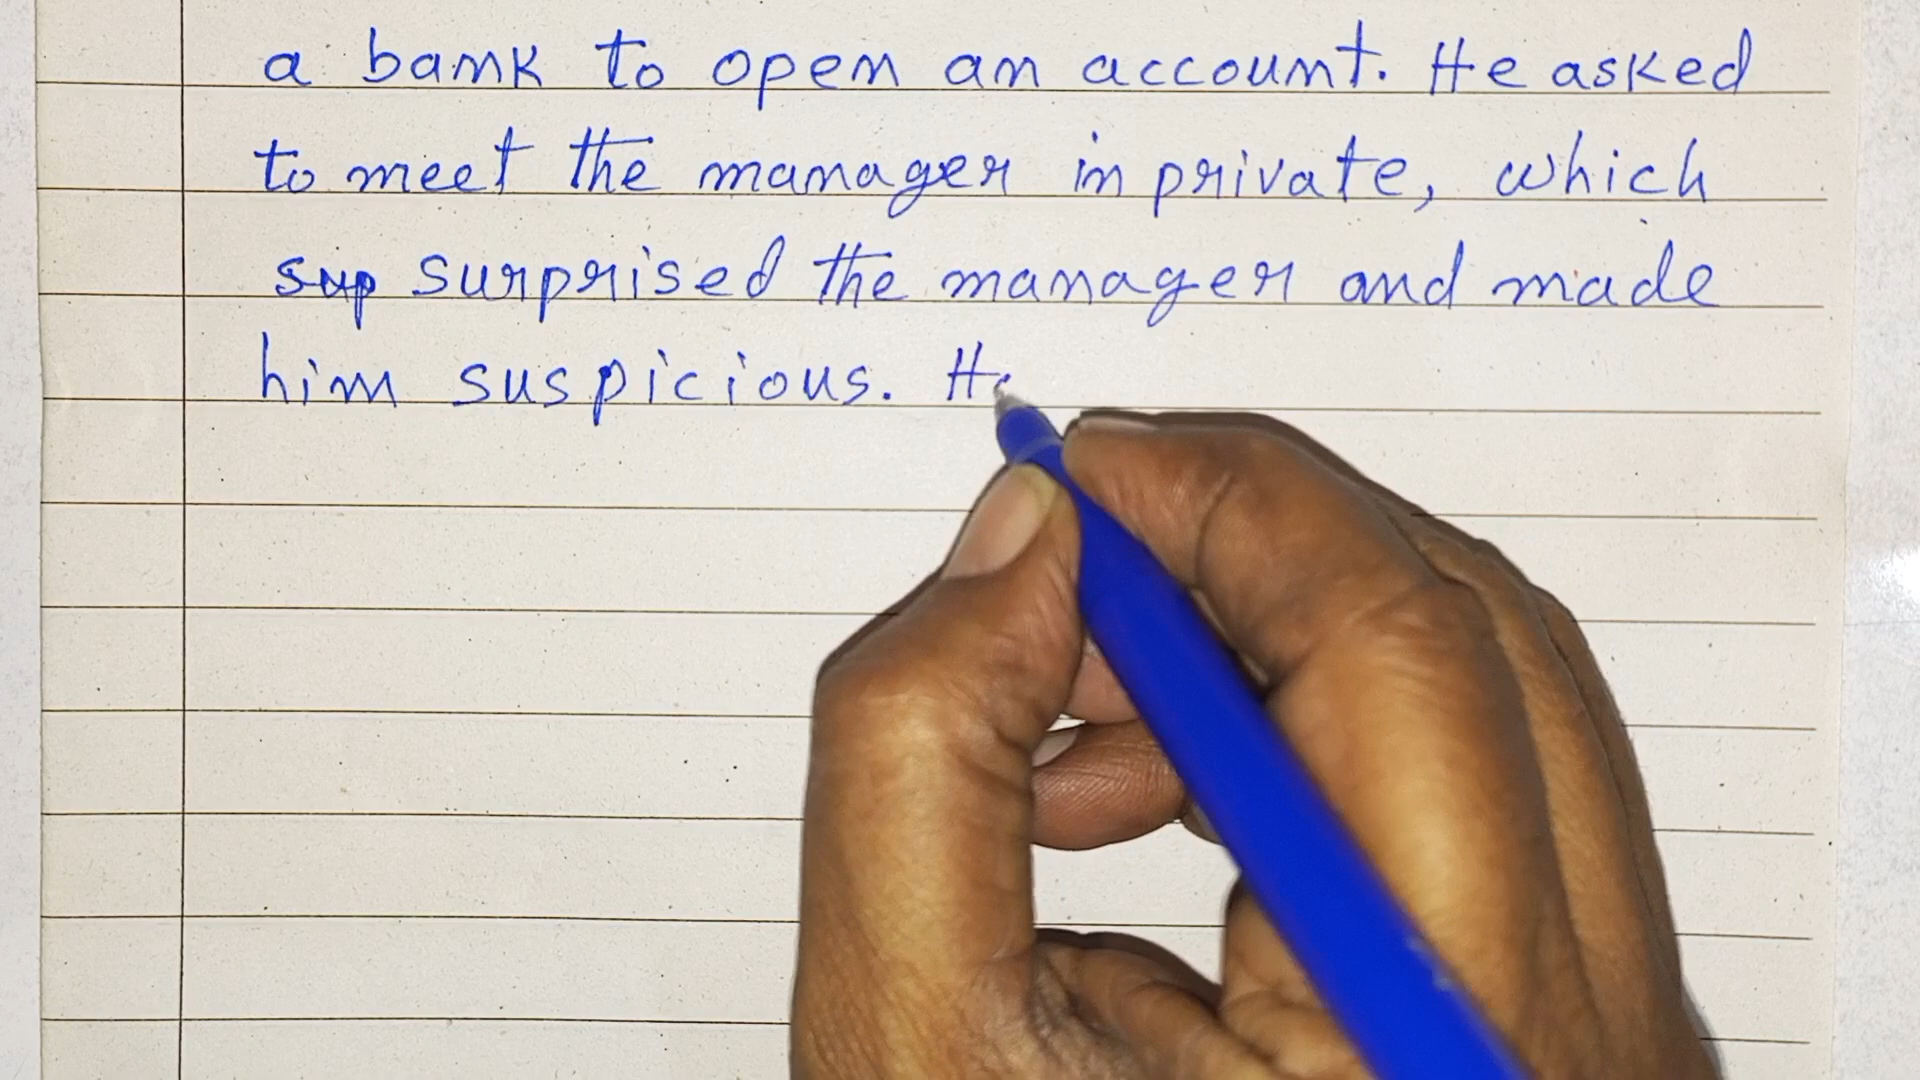 a bank to open an account. He asked
to meet the manager in private, which
sup surprised the manager and made
him suspicious. He